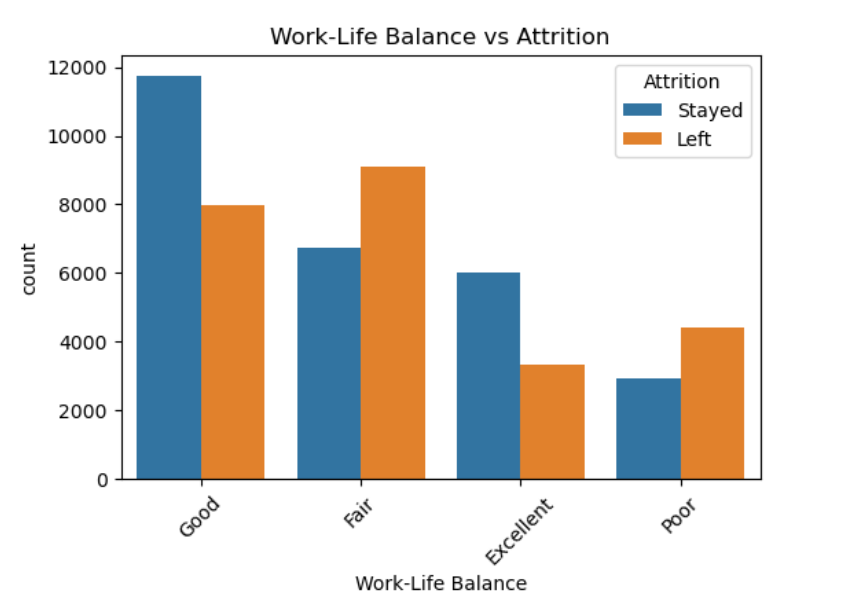 Work-Life Balance vs Attrition
12000
10000
8000
6000
4000
2000
0
count
Attrition
Stayed
Left
Good
Fair
Excellent
Poor
Work-Life Balance